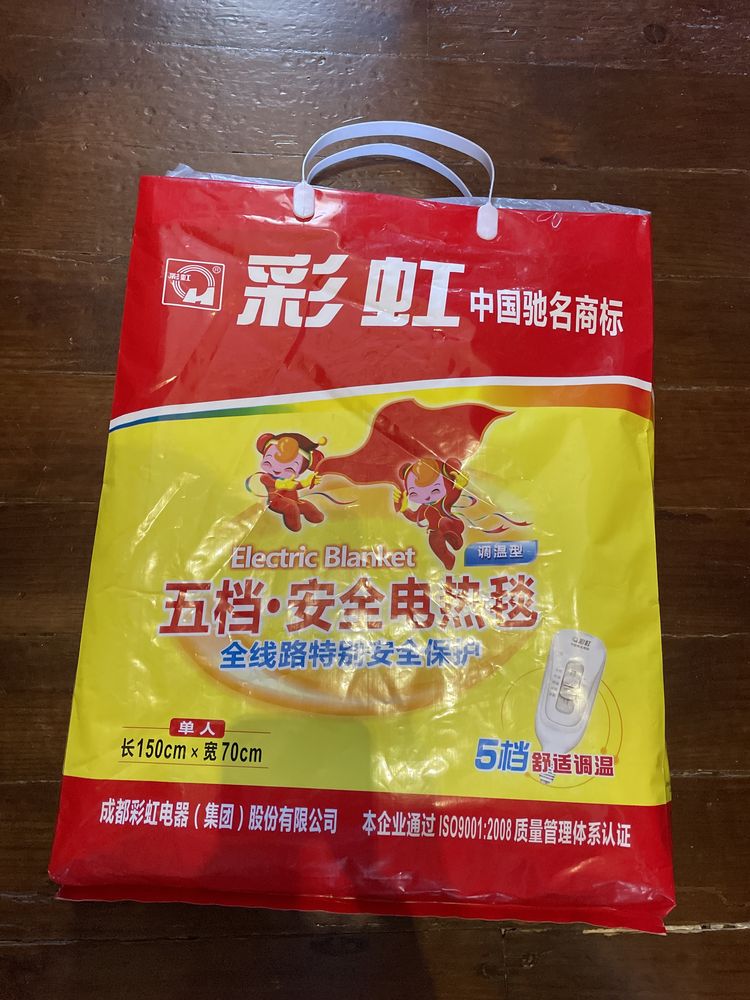 彩虹 ®
彩虹 中国驰名商标
Electric Blanket 调温型
五档·安全电热毯
全线路特别安全保护
彩虹
单人
长150cm×宽70cm
5档舒适调温
成都彩虹电器(集团)股份有限公司 本企业通过ISO9001:2008质量管理体系认证